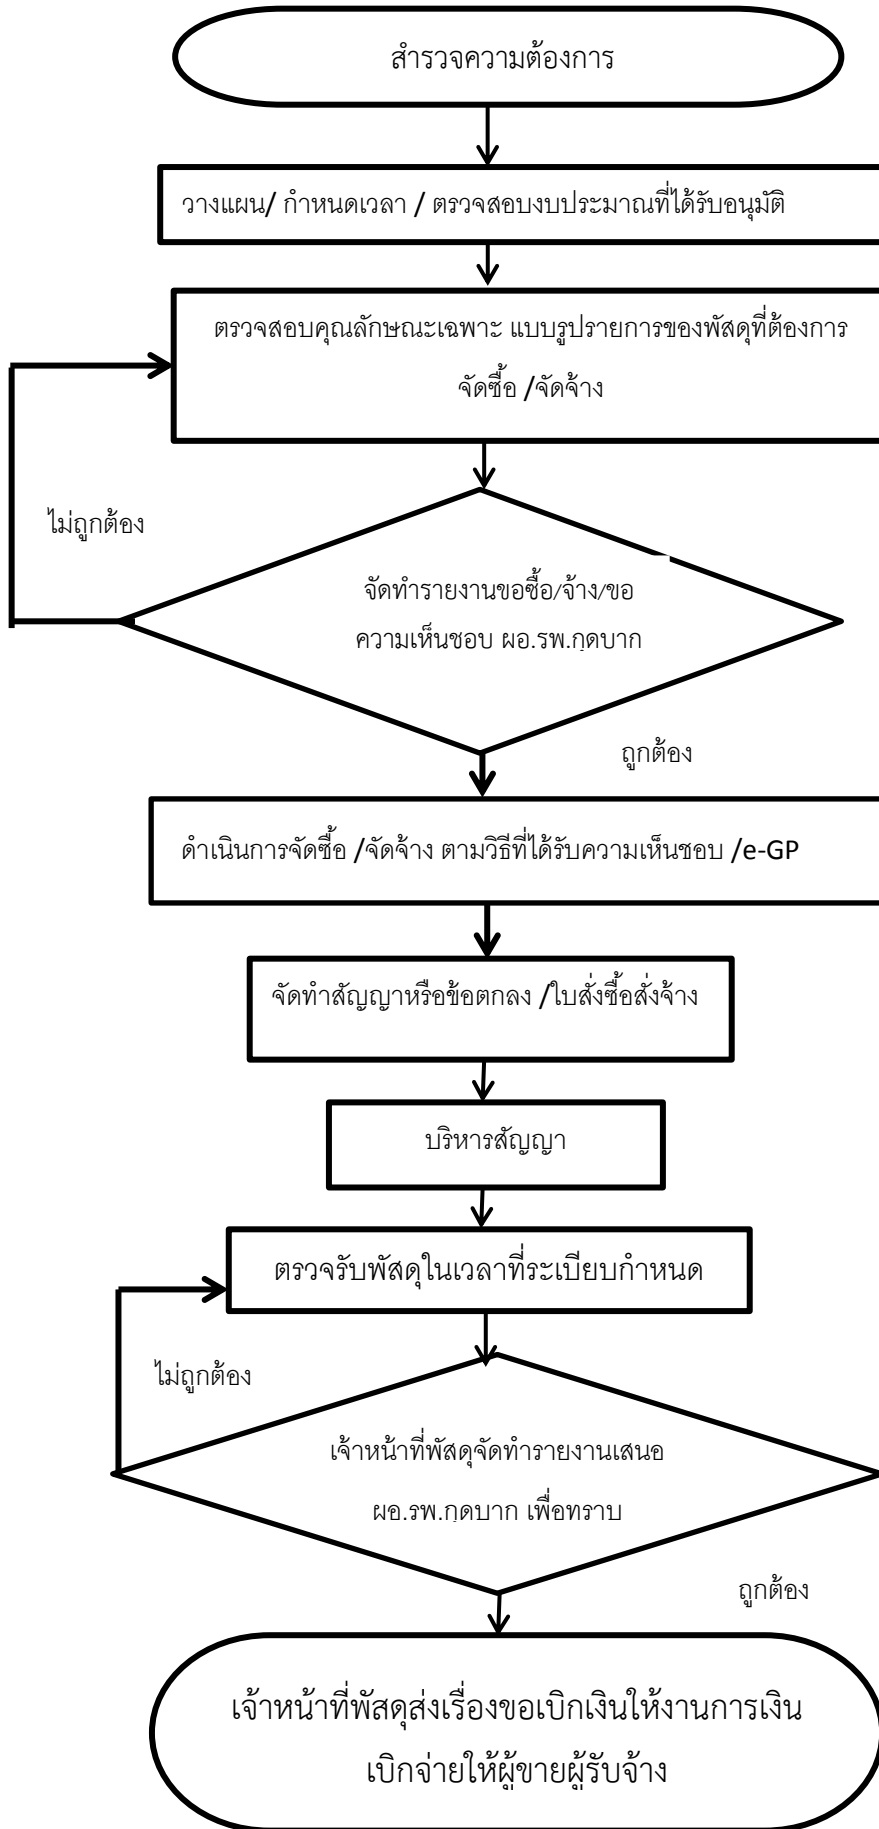 สำรวจความต้องการ
วางแผน/ กำหนดเวลา / ตรวจสอบงบประมาณที่ได้รับอนุมัติ
ตรวจสอบคุณลักษณะเฉพาะ แบบรูปรายการของพัสดุที่ต้องการ
จัดซื้อ /จัดจ้าง
ไม่ถูกต้อง
จัดทำรายงานขอซื้อ/จ้าง/ขอ
ความเห็นชอบ ผอ.รพ.กุดบาก
ถูกต้อง
ดำเนินการจัดซื้อ /จัดจ้าง ตามวิธีที่ได้รับความเห็นชอบ /e-GP
จัดทำสัญญาหรือข้อตกลง /ใบสั่งซื้อสั่งจ้าง
บริหารสัญญา
ตรวจรับพัสดุในเวลาที่ระเบียบกำหนด
ไม่ถูกต้อง
เจ้าหน้าที่พัสดุจัดทำรายงานเสนอ
ผอ.รพ.กุดบาก เพื่อทราบ
ถูกต้อง
เจ้าหน้าที่พัสดุส่งเรื่องขอเบิกเงินให้งานการเงิน
เบิกจ่ายให้ผู้ขายผู้รับจ้าง